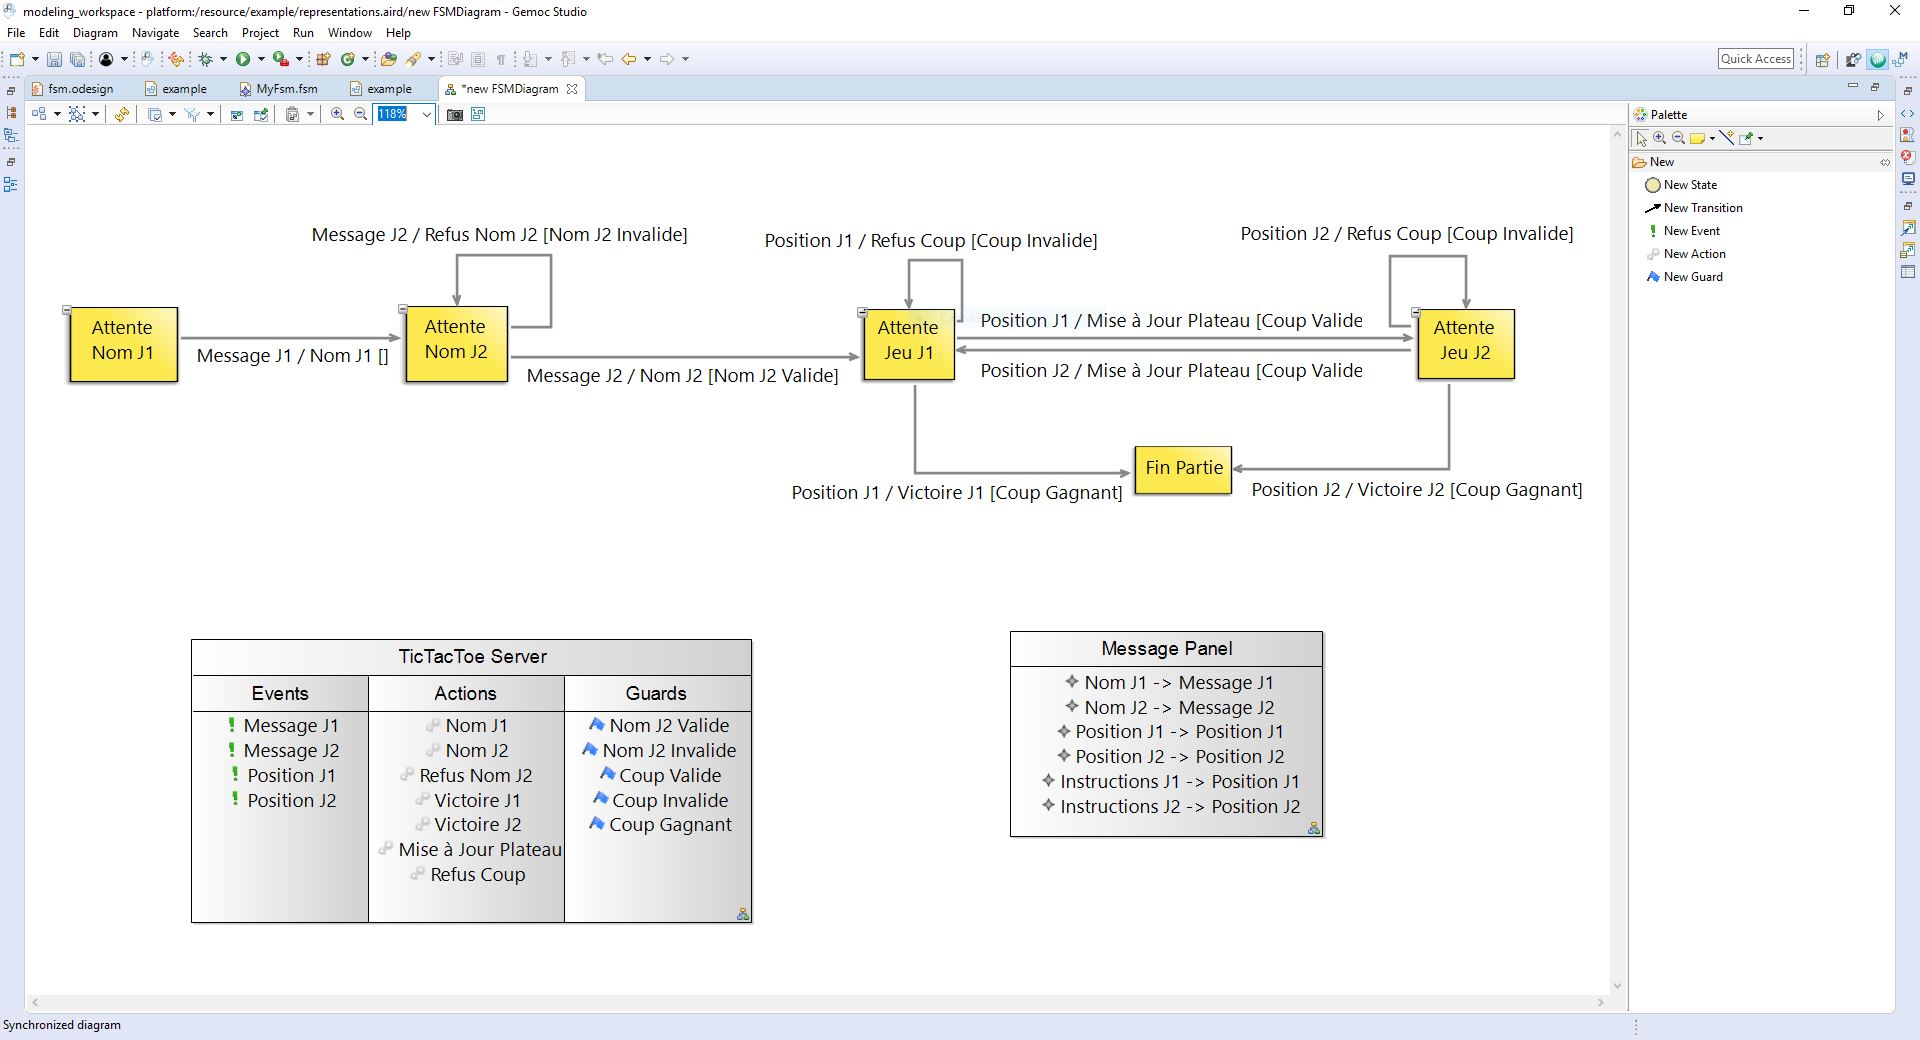 modeling_workspace - platform:/resource/example/representations.aird/new FSMDiagram - Gemoc Studio
File Edit Diagram Navigate Search Project Run Window Help
Quick Access
fsm.odesign example MyFsm.fsm example *new FSMDiagram
118%
Palette
New
New State
New Transition
New Event
New Action
New Guard
Message J2 / Refus Nom J2 [Nom J2 Invalide]
Position J1 / Refus Coup [Coup Invalide]
Position J2 / Refus Coup [Coup Invalide]
Attente
Nom J1
Message J1 / Nom J1 []
Attente
Nom J2
Message J2 / Nom J2 [Nom J2 Valide]
Attente
Jeu J1
Position J1 / Mise à Jour Plateau [Coup Valide
Position J2 / Mise à Jour Plateau [Coup Valide
Attente
Jeu J2
Fin Partie
Position J1 / Victoire J1 [Coup Gagnant]
Position J2 / Victoire J2 [Coup Gagnant]
TicTacToe Server
Events
Message J1
Message J2
Position J1
Position J2
Actions
Nom J1
Nom J2
Refus Nom J2
Victoire J1
Victoire J2
Mise à Jour Plateau
Refus Coup
Guards
Nom J2 Valide
Nom J2 Invalide
Coup Valide
Coup Invalide
Coup Gagnant
Message Panel
Nom J1 -> Message J1
Nom J2 -> Message J2
Position J1 -> Position J1
Position J2 -> Position J2
Instructions J1 -> Position J1
Instructions J2 -> Position J2
Synchronized diagram